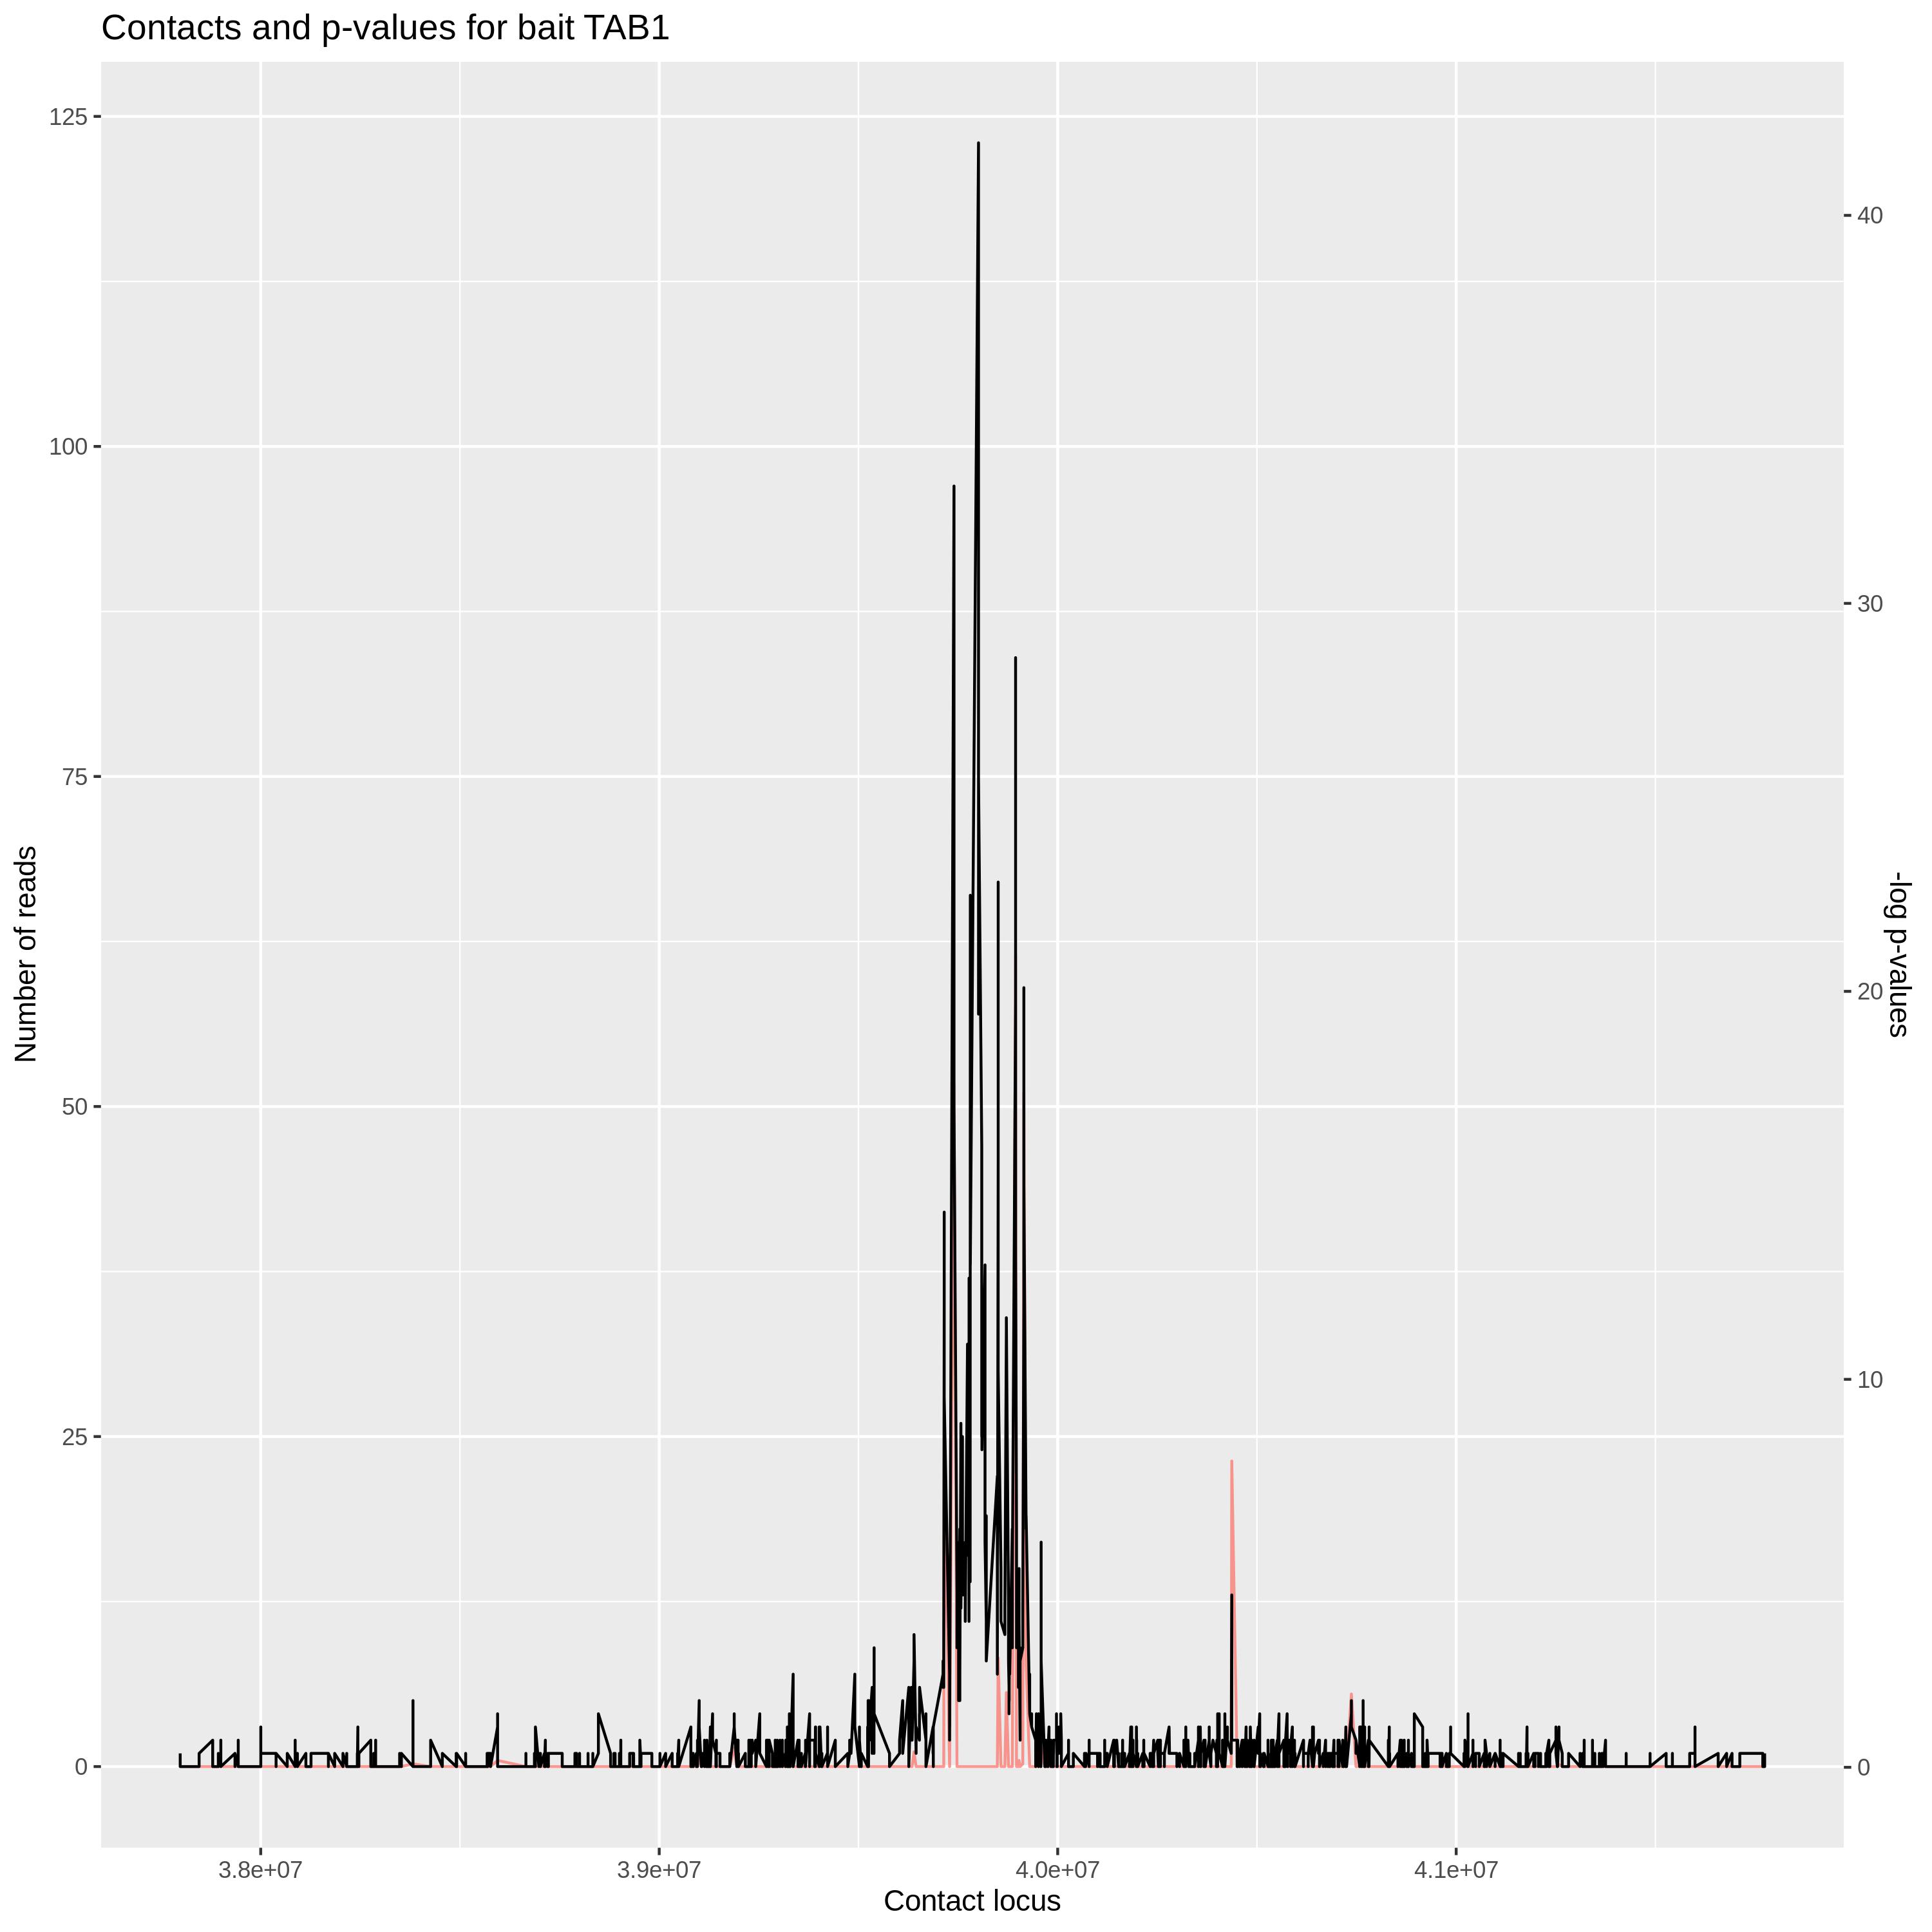 Contacts and p-values for bait TAB1
125
100
75
50
25
0
Number of reads
40
30
20
10
0
-log p-values
3.8e+07
3.9e+07
4.0e+07
4.1e+07
Contact locus